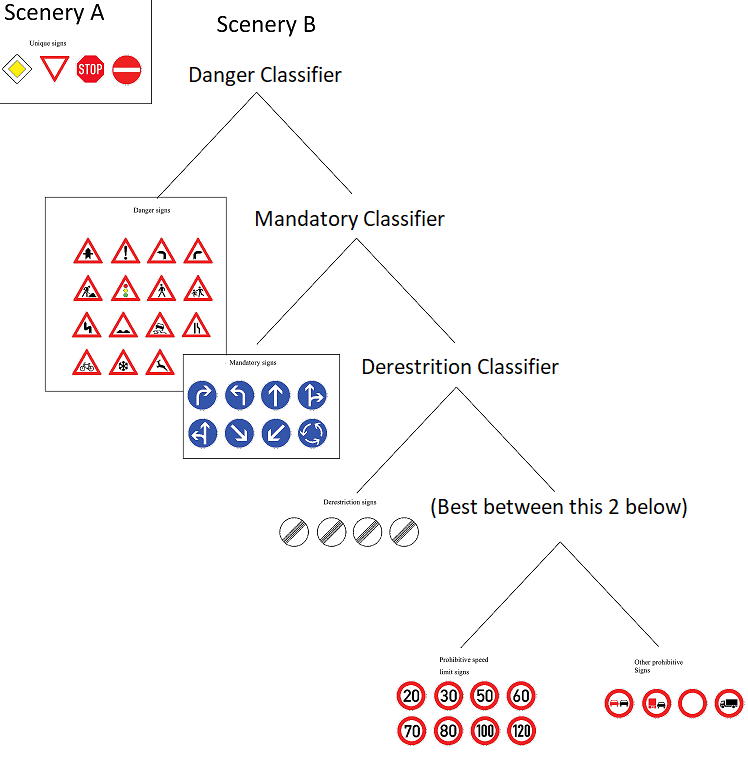 Scenery A
Unique signs
STOP
Scenery B
Danger Classifier
Danger signs
!
Mandatory Classifier
Mandatory signs
Derestrition Classifier
Derestriction signs
(Best between this 2 below)
Prohibitive speed
limit signs
20 30 50 60
70 80 100 120
Other prohibitive
Signs